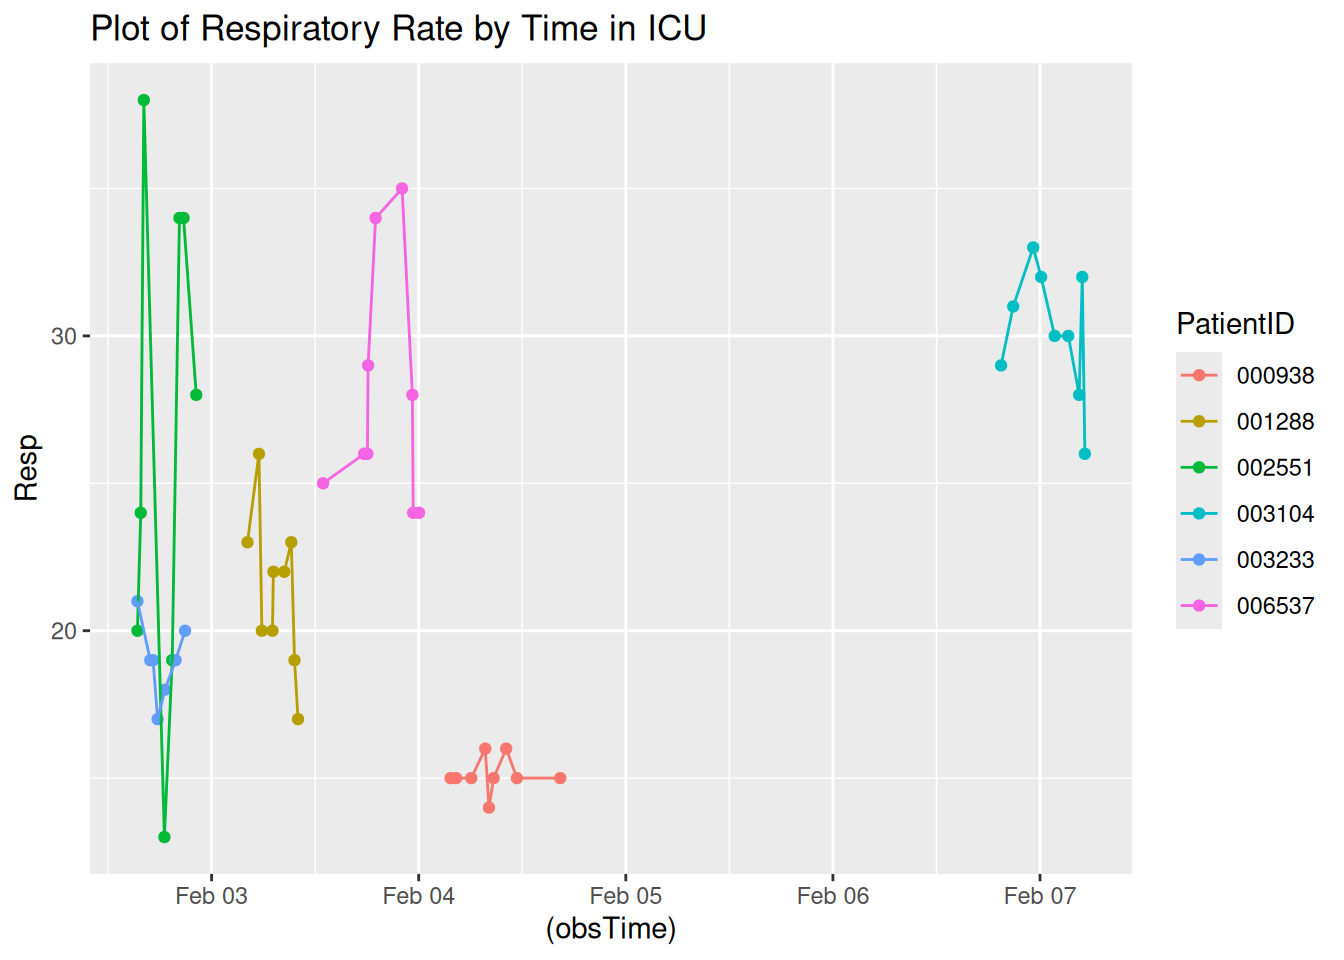 Plot of Respiratory Rate by Time in ICU
Resp
30
20
Feb 03
Feb 04
Feb 05
Feb 06
Feb 07
(obsTime)
PatientID
000938
001288
002551
003104
003233
006537